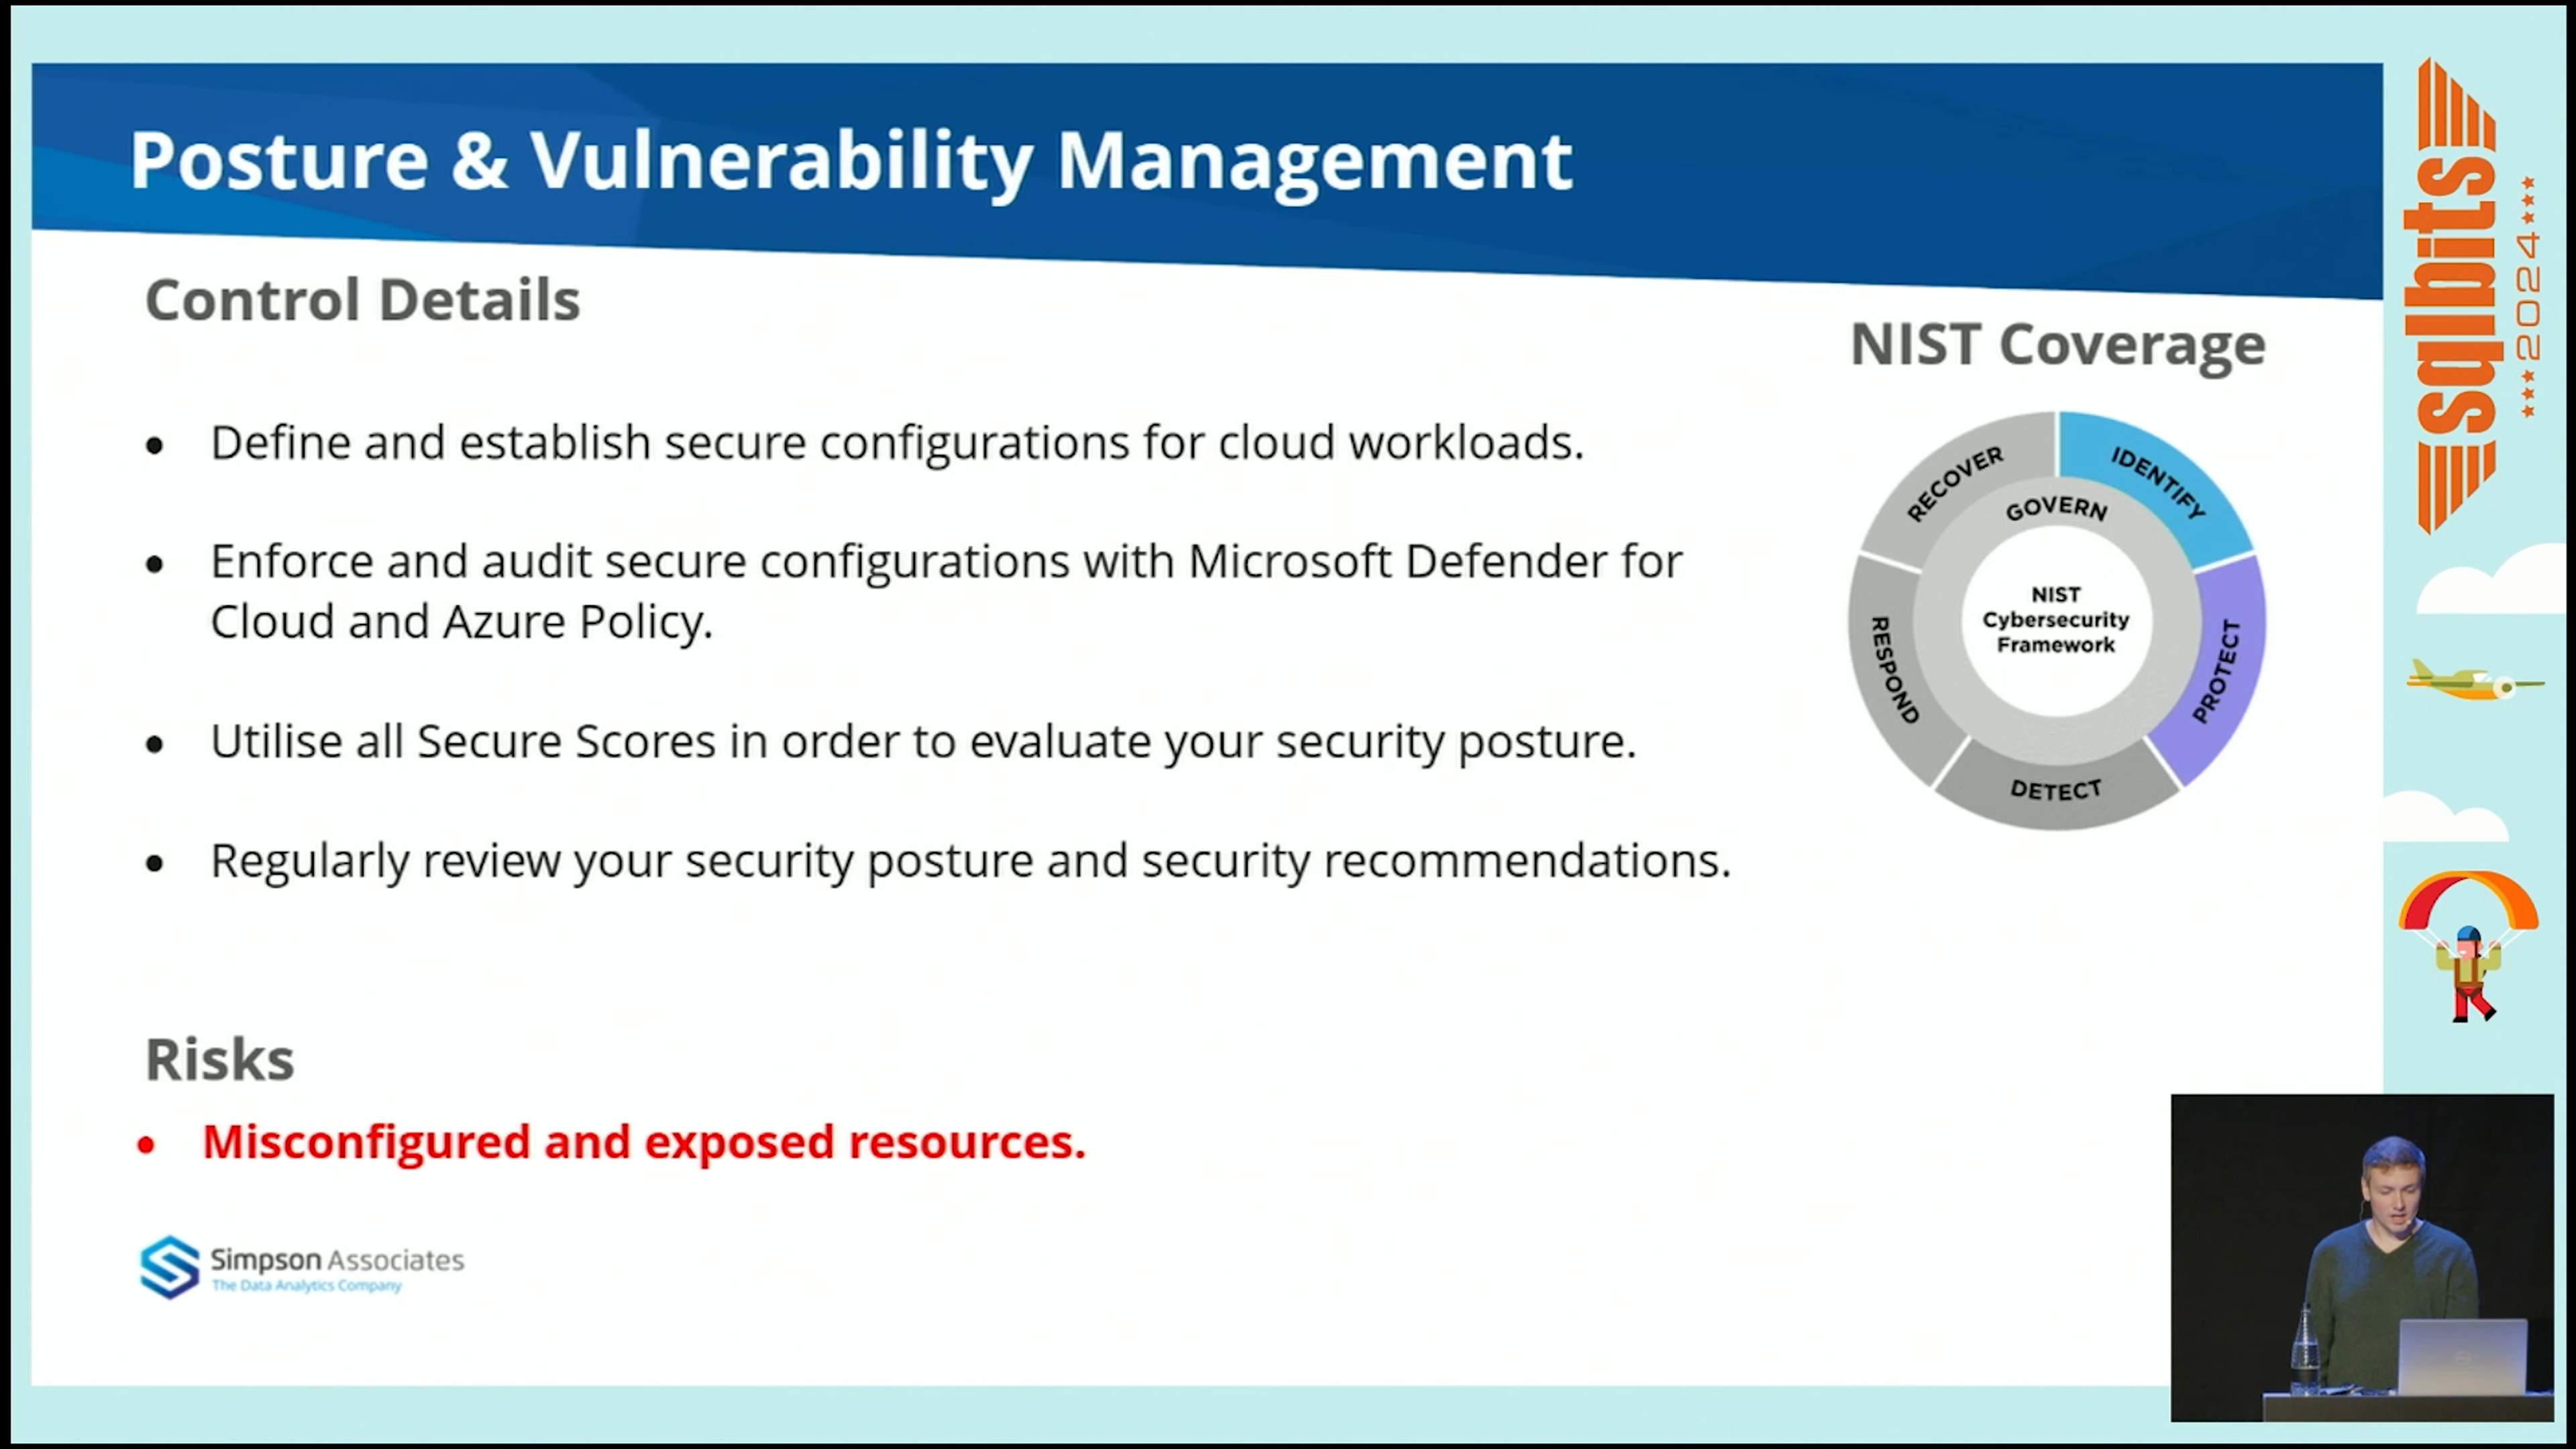 Posture & Vulnerability Management
Control Details
• Define and establish secure configurations for cloud workloads.
• Enforce and audit secure configurations with Microsoft Defender for
Cloud and Azure Policy.
• Utilise all Secure Scores in order to evaluate your security posture.
• Regularly review your security posture and security recommendations.
Risks
• Misconfigured and exposed resources.
Simpson Associates
The Data Analytics Company
NIST Coverage
IDENTIFY
PROTECT
DETECT
RESPOND
RECOVER
GOVERN
NIST
Cybersecurity
Framework
sqlbits
2024